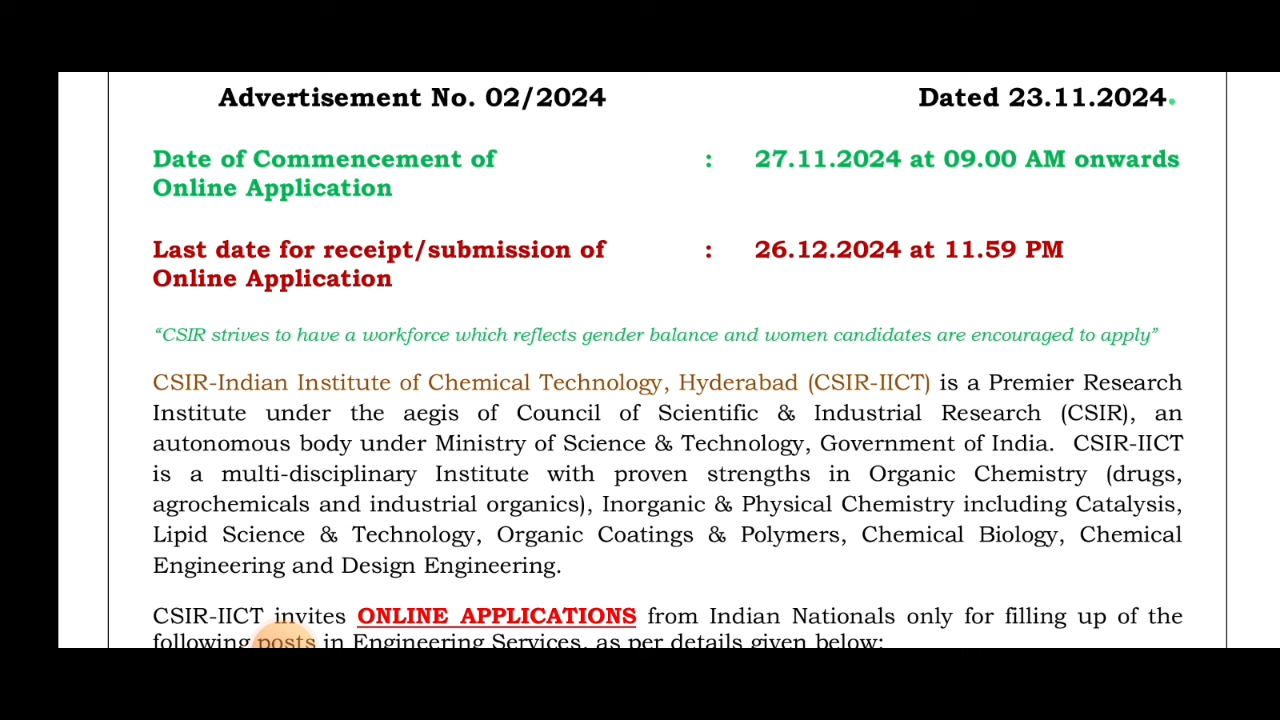 Advertisement No. 02/2024 Dated 23.11.2024.
Date of Commencement of : 27.11.2024 at 09.00 AM onwards
Online Application
Last date for receipt/submission of : 26.12.2024 at 11.59 PM
Online Application
“CSIR strives to have a workforce which reflects gender balance and women candidates are encouraged to apply”
CSIR-Indian Institute of Chemical Technology, Hyderabad (CSIR-IICT) is a Premier Research
Institute under the aegis of Council of Scientific & Industrial Research (CSIR), an
autonomous body under Ministry of Science & Technology, Government of India. CSIR-IICT
is a multi-disciplinary Institute with proven strengths in Organic Chemistry (drugs,
agrochemicals and industrial organics), Inorganic & Physical Chemistry including Catalysis,
Lipid Science & Technology, Organic Coatings & Polymers, Chemical Biology, Chemical
Engineering and Design Engineering.
CSIR-IICT invites ONLINE APPLICATIONS from Indian Nationals only for filling up of the
following posts in Engineering Services, as per details given below: